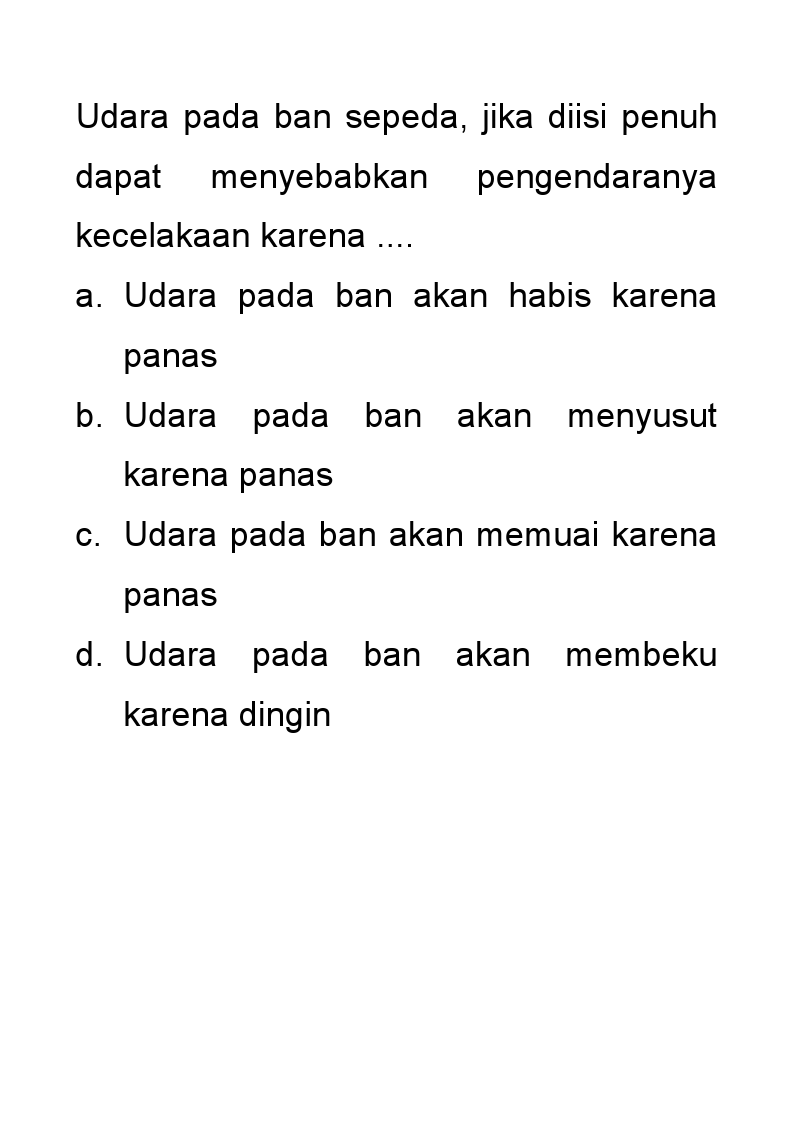 Udara pada ban sepeda, jika diisi penuh
dapat menyebabkan pengendaranya
kecelakaan karena ....
a. Udara pada ban akan habis karena
panas
b. Udara pada ban akan menyusut
karena panas
c. Udara pada ban akan memuai karena
panas
d. Udara pada ban akan membeku
karena dingin